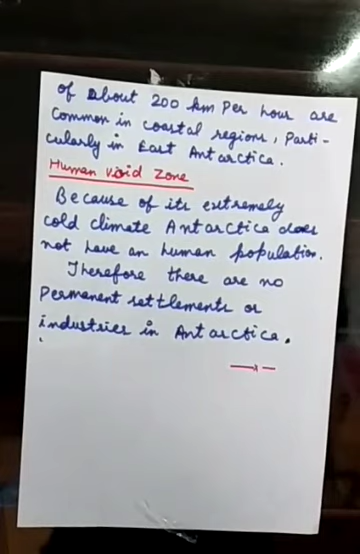 of about 200 km Per hour are
common in coastal regions, Parti-
cularly in East Antarctica.
Human void Zone
Because of its extremely
cold climate Antarctica does
not have an human population.
Therefore there are no
Permanent settlements or
industries in Antarctica.